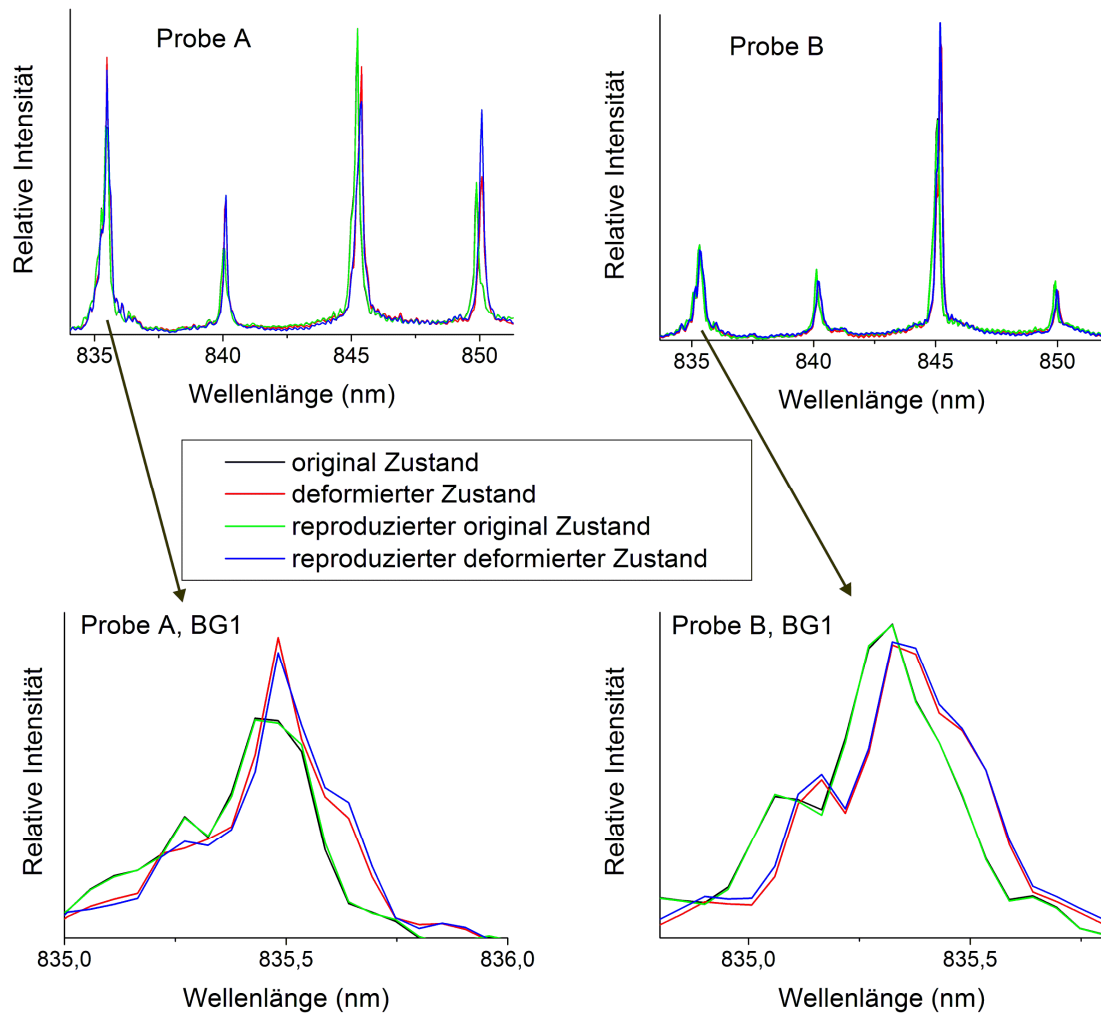 Probe A
Relative Intensität
835 840 845 850
Wellenlänge (nm)
Probe B
Relative Intensität
835 840 845 850
Wellenlänge (nm)
original Zustand
deformierter Zustand
reproduzierter original Zustand
reproduzierter deformierter Zustand
Probe A, BG1
Relative Intensität
835,0 835,5 836,0
Wellenlänge (nm)
Probe B, BG1
Relative Intensität
835,0 835,5
Wellenlänge (nm)